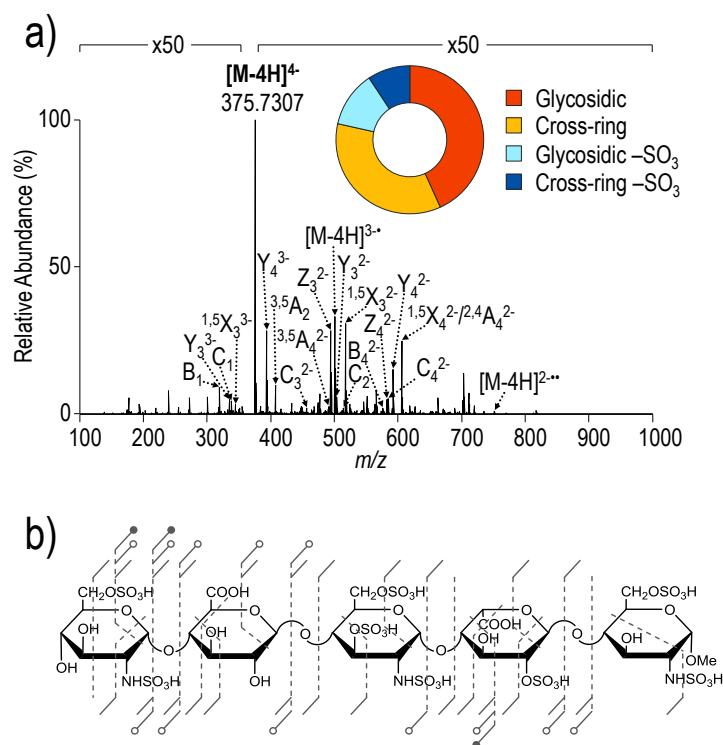 a)
x50 x50
[M-4H]⁴⁻
375.7307
Glycosidic
Cross-ring
Glycosidic –SO₃
Cross-ring –SO₃
Relative Abundance (%)
100
50
0
[M-4H]³⁻•
Y₄³⁻
Z₃²⁻
Y₃²⁻
Y₄²⁻
³,⁵A₂
¹,⁵X₃²⁻
¹,⁵X₃³⁻
³,⁵A₄²⁻
Z₄²⁻
¹,⁵X₄²⁻/²,⁴A₄²⁻
Y₃³⁻
C₁
B₄²⁻
B₁
C₃²⁻
C₂
C₄²⁻
[M-4H]²⁻••
100 200 300 400 500 600 700 800 900 1000
m/z
b)
CH₂OSO₃H COOH CH₂OSO₃H COOH CH₂OSO₃H
O O O O O
OH OH OSO₃H OH OH
OH O O O O OMe
NHSO₃H OH NHSO₃H OSO₃H NHSO₃H